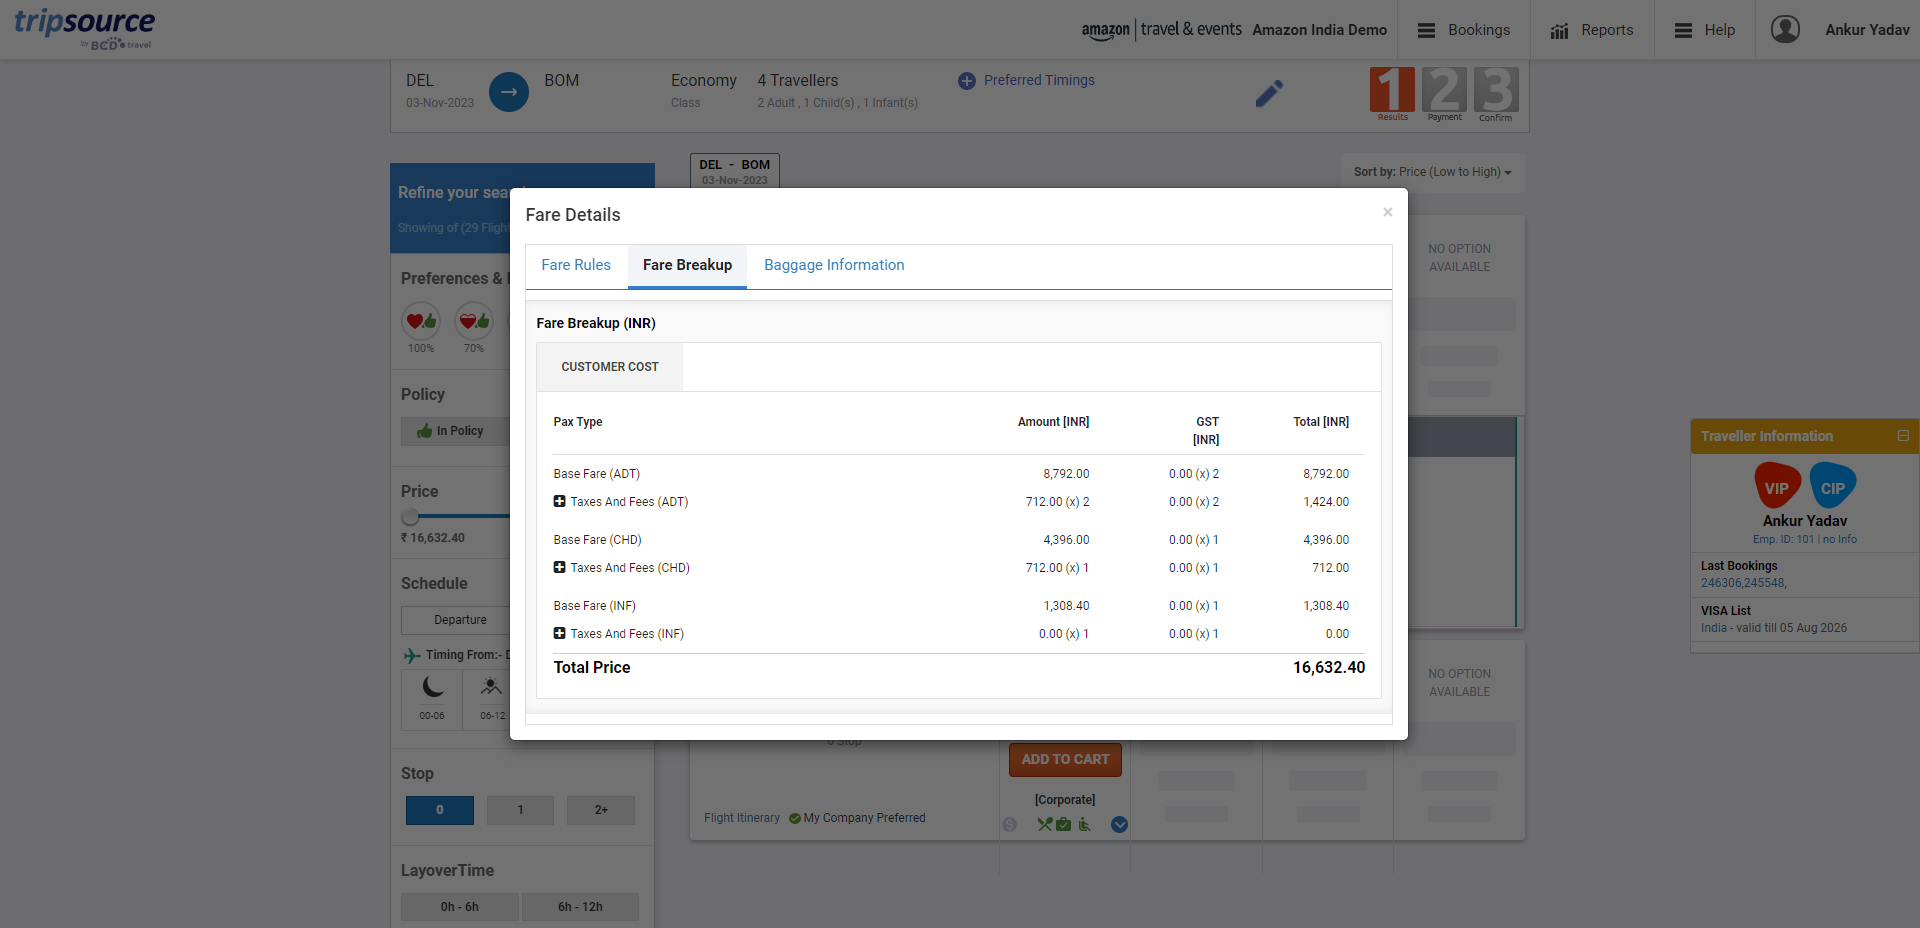 tripsource
by BCD travel
amazon | travel & events Amazon India Demo
Bookings
Reports
Help
Ankur Yadav
DEL
03-Nov-2023
BOM
Economy
Class
4 Travellers
2 Adult , 1 Child(s) , 1 Infant(s)
Preferred Timings
1 2 3
Results Payment Confirm
DEL - BOM
03-Nov-2023
Sort by: Price (Low to High)
Refine your
Showing of (29
Preferences &
100% 70%
Policy
In Policy
Price
₹ 16,632.40
Schedule
Departure
Timing From:-
00-06 06-12
Stop
0 1 2+
LayoverTime
0h - 6h 6h - 12h
Fare Details
×
Fare Rules Fare Breakup Baggage Information
Fare Breakup (INR)
CUSTOMER COST
Pax Type Amount [INR] GST [INR] Total [INR]
Base Fare (ADT) 8,792.00 0.00 (x) 2 8,792.00
Taxes And Fees (ADT) 712.00 (x) 2 0.00 (x) 2 1,424.00
Base Fare (CHD) 4,396.00 0.00 (x) 1 4,396.00
Taxes And Fees (CHD) 712.00 (x) 1 0.00 (x) 1 712.00
Base Fare (INF) 1,308.40 0.00 (x) 1 1,308.40
Taxes And Fees (INF) 0.00 (x) 1 0.00 (x) 1 0.00
Total Price 16,632.40
0 Stop
ADD TO CART
[Corporate]
Flight Itinerary My Company Preferred
NO OPTION
AVAILABLE
NO OPTION
AVAILABLE
Traveller Information
VIP CIP
Ankur Yadav
Emp. ID: 101 | no Info
Last Bookings
246306,245548,
VISA List
India - valid till 05 Aug 2026